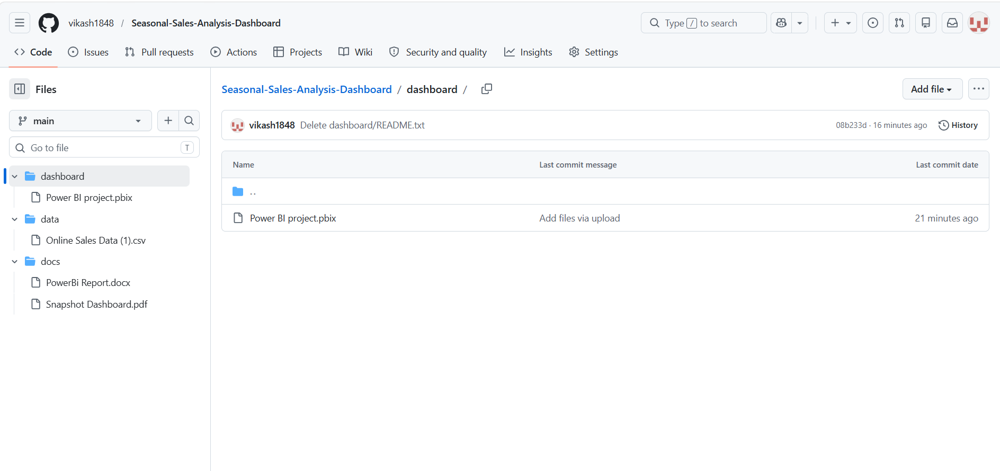 vikash1848 / Seasonal-Sales-Analysis-Dashboard
Type / to search
Code Issues Pull requests Actions Projects Wiki Security and quality Insights Settings
Files
main
Go to file T
dashboard
Power BI project.pbix
data
Online Sales Data (1).csv
docs
PowerBi Report.docx
Snapshot Dashboard.pdf
Seasonal-Sales-Analysis-Dashboard / dashboard /
Add file
vikash1848 Delete dashboard/README.txt 08b233d · 16 minutes ago History
Name Last commit message Last commit date
..
Power BI project.pbix Add files via upload 21 minutes ago